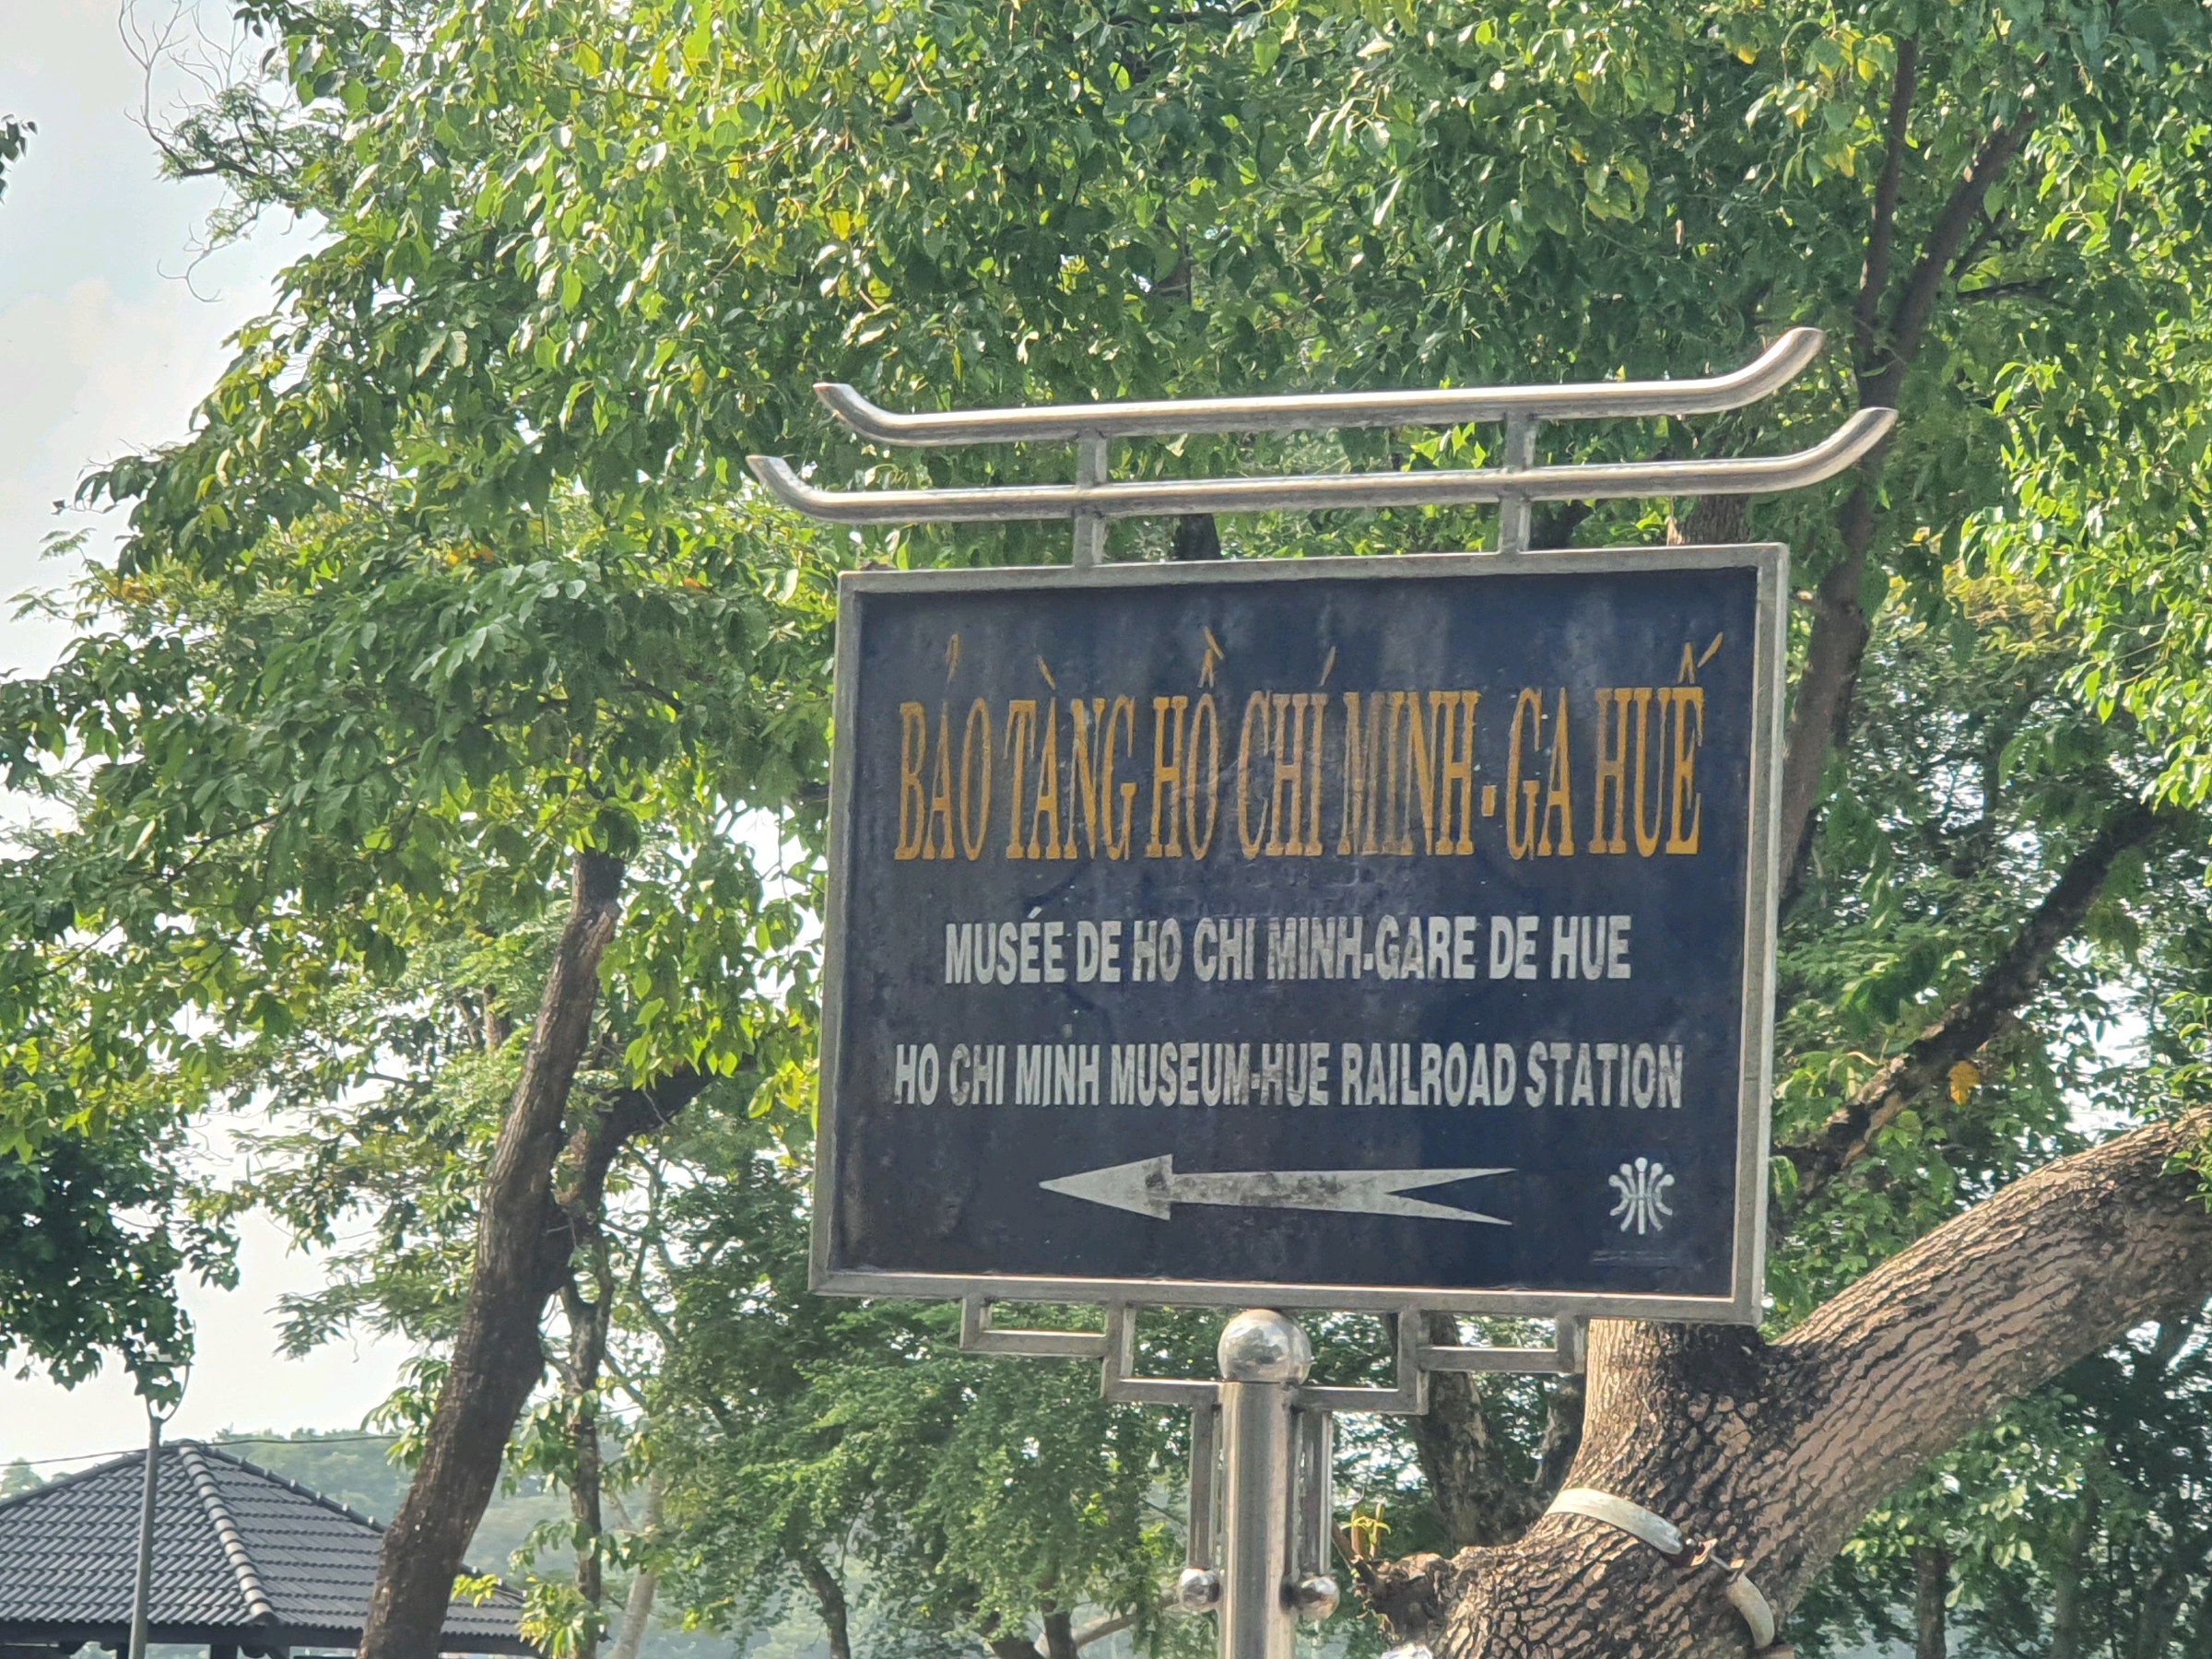 BẢO TÀNG HỒ CHÍ MINH - GA HUẾ
MUSÉE DE HO CHI MINH-GARE DE HUE
HO CHI MINH MUSEUM-HUE RAILROAD STATION